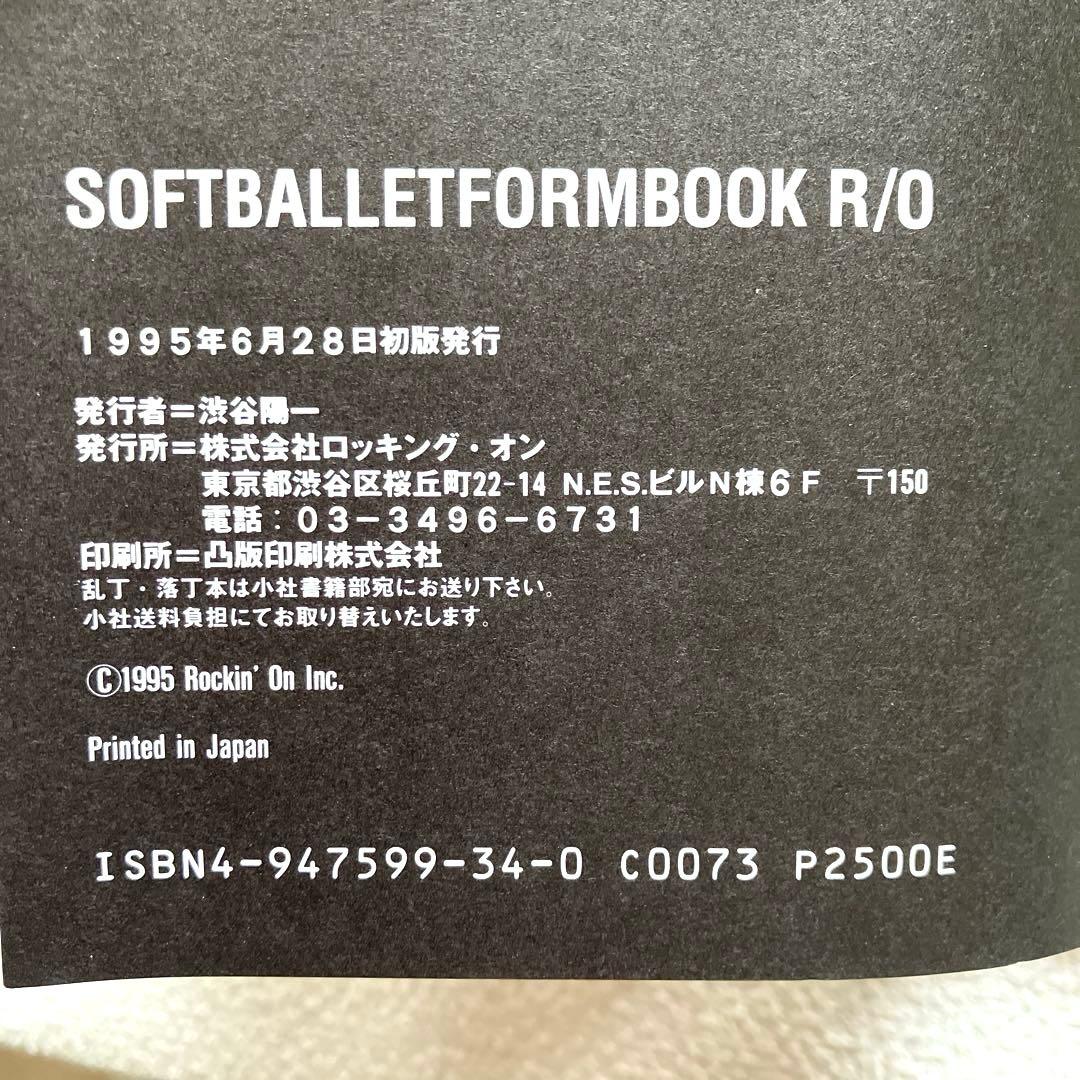 SOFTBALLETFORMBOOK R/O
1995年6月28日初版発行
発行者＝渋谷陽一
発行所＝株式会社ロッキング・オン
東京都渋谷区桜丘町22-14 N.E.S.ビルN棟6F 〒150
電話：03－3496－6731
印刷所＝凸版印刷株式会社
乱丁・落丁本は小社書籍部宛にお送り下さい。
小社送料負担にてお取り替えいたします。
©1995 Rockin' On Inc.
Printed in Japan
ISBN4-947599-34-0 C0073 P2500E